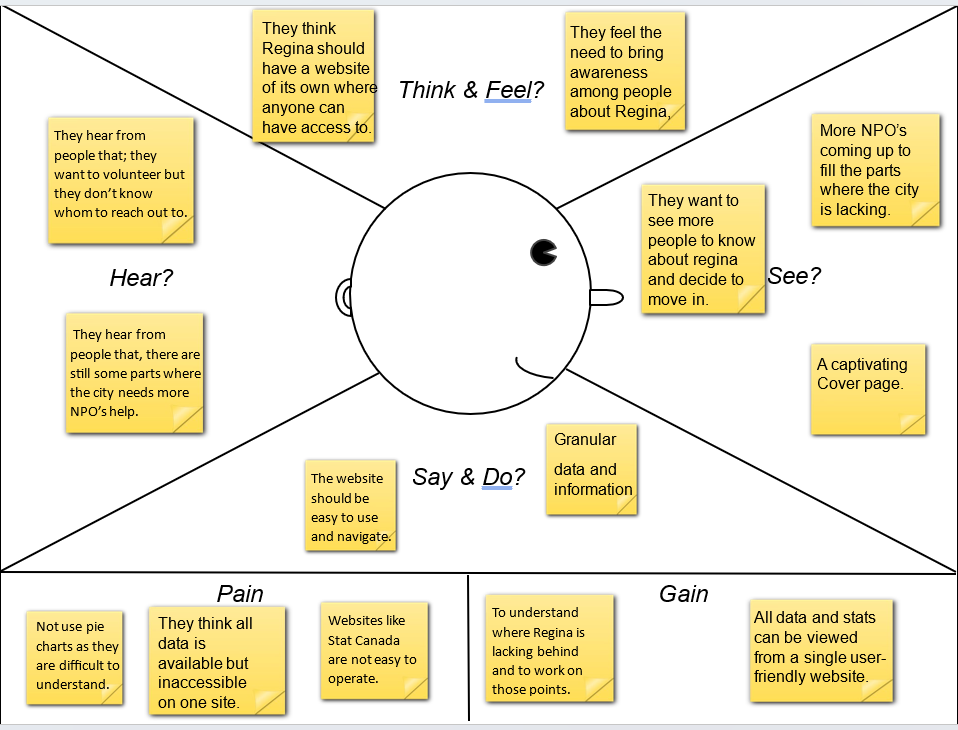 They think
Regina should
have a website
of its own where
anyone can
have access to.
Think & Feel?
They feel the
need to bring
awareness
among people
about Regina,
They hear from
people that; they
want to volunteer but
they don't know
whom to reach out to.
Hear?
They hear from
people that, there are
still some parts where
the city needs more
NPO's help.
More NPO's
coming up to
fill the parts
where the city
is lacking.
They want to
see more
people to know
about regina
and decide to
move in.
See?
A captivating
Cover page.
Say & Do?
The website
should be
easy to use
and navigate.
Granular
data and
information
Pain
Not use pie
charts as they
are difficult to
understand.
They think all
data is
available but
inaccessible
on one site.
Websites like
Stat Canada
are not easy to
operate.
Gain
To understand
where Regina is
lacking behind
and to work on
those points.
All data and stats
can be viewed
from a single user-
friendly website.